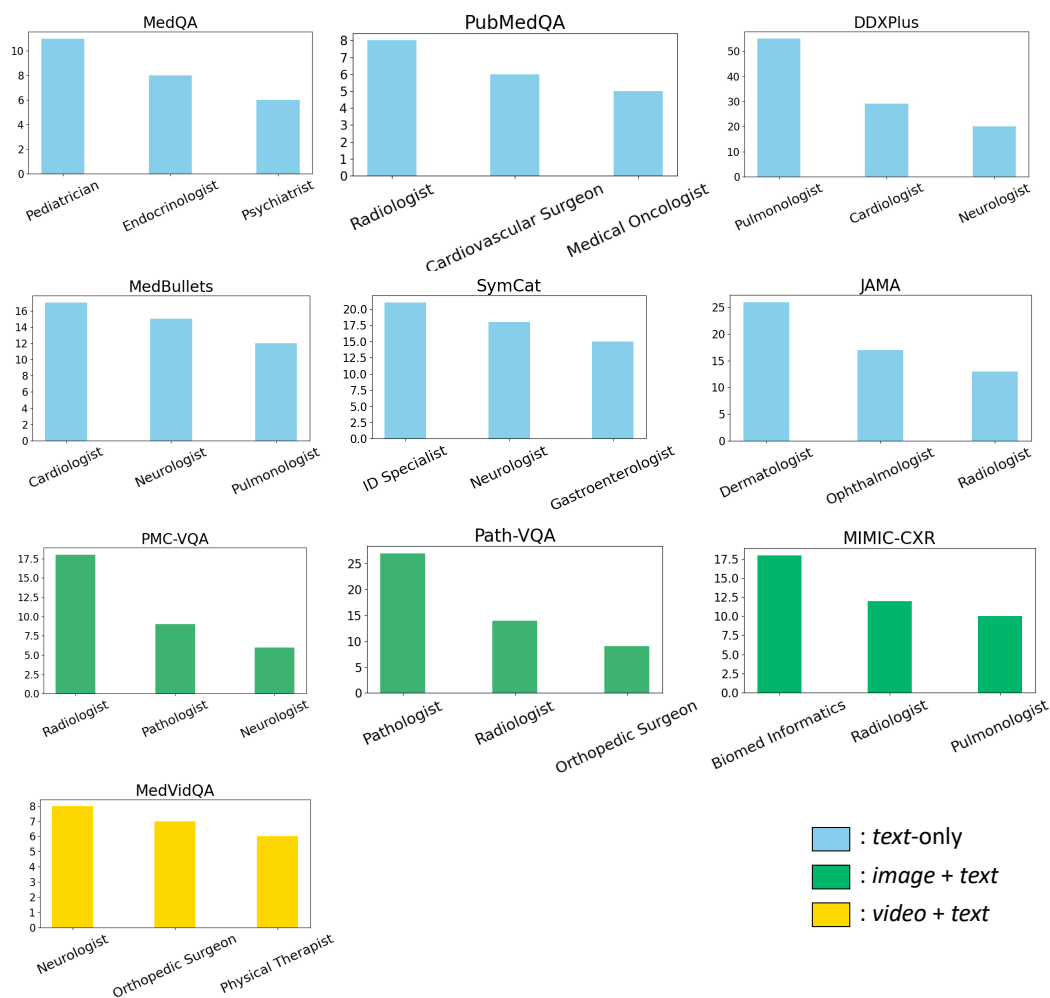 MedQA
10
8
6
4
2
0
Pediatrician
Endocrinologist
Psychiatrist
PubMedQA
8
7
6
5
4
3
2
1
0
Radiologist
Cardiovascular Surgeon
Medical Oncologist
DDXPlus
50
40
30
20
10
0
Pulmonologist
Cardiologist
Neurologist
MedBullets
16
14
12
10
8
6
4
2
0
Cardiologist
Neurologist
Pulmonologist
SymCat
20.0
17.5
15.0
12.5
10.0
7.5
5.0
2.5
0.0
ID Specialist
Neurologist
Gastroenterologist
JAMA
25
20
15
10
5
0
Dermatologist
Ophthalmologist
Radiologist
PMC-VQA
17.5
15.0
12.5
10.0
7.5
5.0
2.5
0.0
Radiologist
Pathologist
Neurologist
Path-VQA
25
20
15
10
5
0
Pathologist
Radiologist
Orthopedic Surgeon
MIMIC-CXR
17.5
15.0
12.5
10.0
7.5
5.0
2.5
0.0
Biomed Informatics
Radiologist
Pulmonologist
MedVidQA
8
7
6
5
4
3
2
1
0
Neurologist
Orthopedic Surgeon
Physical Therapist
: text-only
: image + text
: video + text